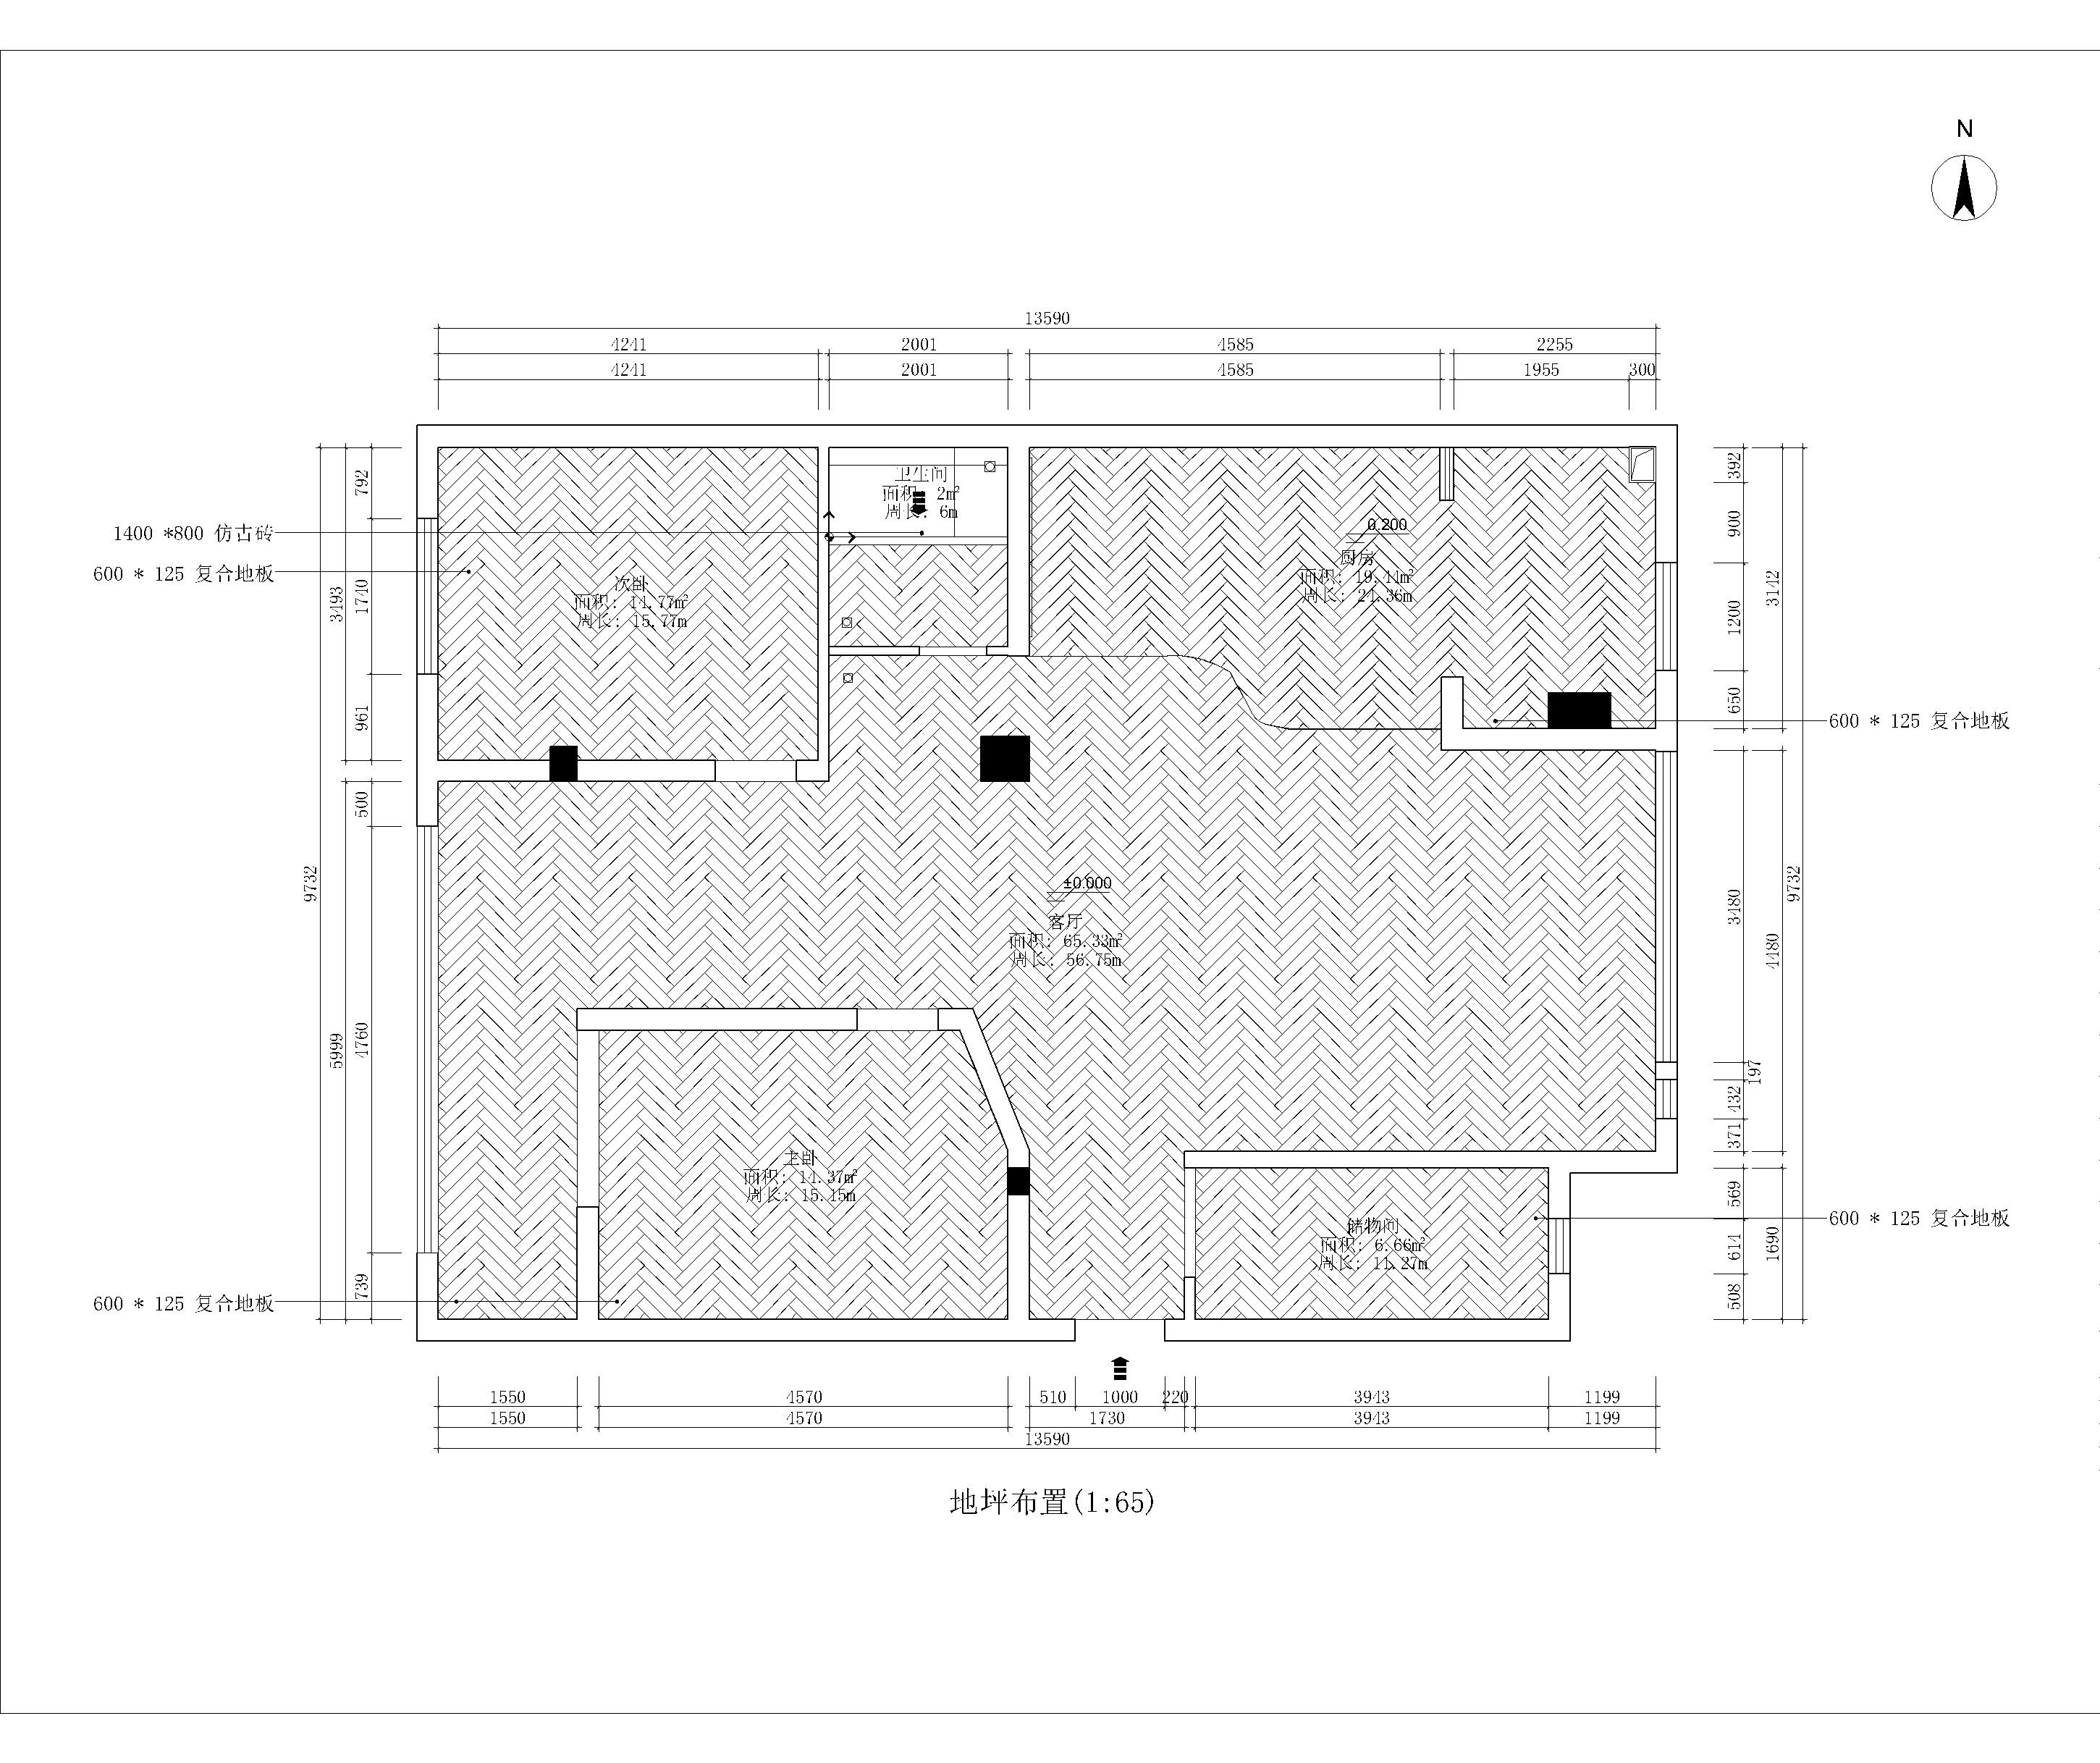 N
13590
4241 2001 4585 2255
4241 2001 4585 1955 300
卫生间
面积: 2m²
周长: 6m
1400 *800 仿古砖
600 * 125 复合地板
次卧
面积: 14.77m²
周长: 15.77m
0.200
厨房
面积: 19.44m²
周长: 21.36m
600 * 125 复合地板
±0.000
客厅
面积: 65.33m²
周长: 56.75m
主卧
面积: 14.37m²
周长: 15.15m
储物间
面积: 6.66m²
周长: 11.27m
600 * 125 复合地板
600 * 125 复合地板
792
1740
961
500
4760
739
3493
5999
9732
392
900
1200
650
3480
197
432
371
569
614
508
3142
4480
1690
9732
1550 4570 510 1000 220 3943 1199
1550 4570 1730 3943 1199
13590
地坪布置(1:65)